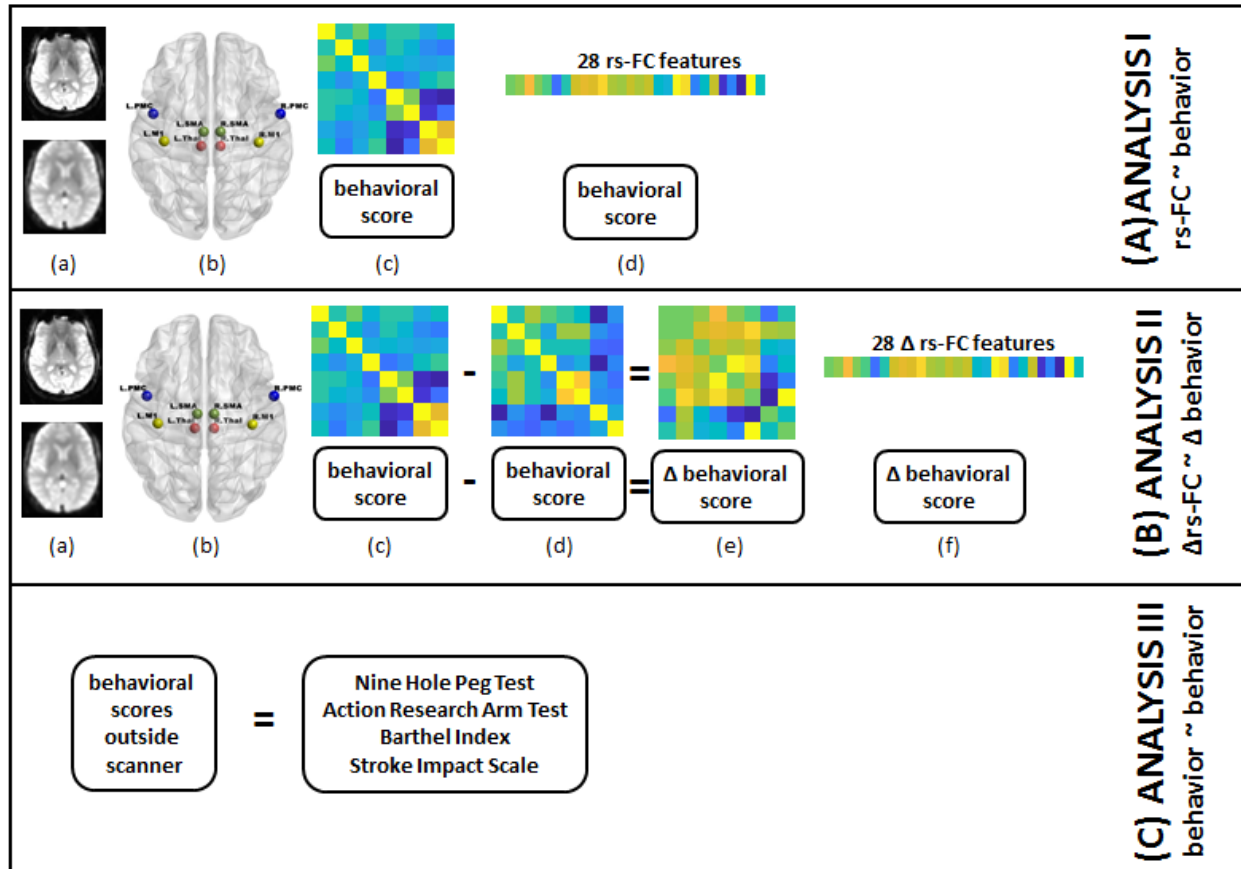 28 rs-FC features
L.PMC
R.PMC
L.SMA
R.SMA
L.M1
R.M1
L.Thal
R.Thal
behavioral
score
behavioral
score
(a)
(b)
(c)
(d)
(A)ANALYSIS I
rs-FC ~ behavior
28 Δ rs-FC features
L.PMC
R.PMC
L.SMA
R.SMA
L.M1
R.M1
L.Thal
R.Thal
-
=
behavioral
score
-
behavioral
score
=
Δ behavioral
score
Δ behavioral
score
(a)
(b)
(c)
(d)
(e)
(f)
(B) ANALYSIS II
Δrs-FC ~ Δ behavior
behavioral
scores
outside
scanner
=
Nine Hole Peg Test
Action Research Arm Test
Barthel Index
Stroke Impact Scale
(C) ANALYSIS III
behavior ~ behavior